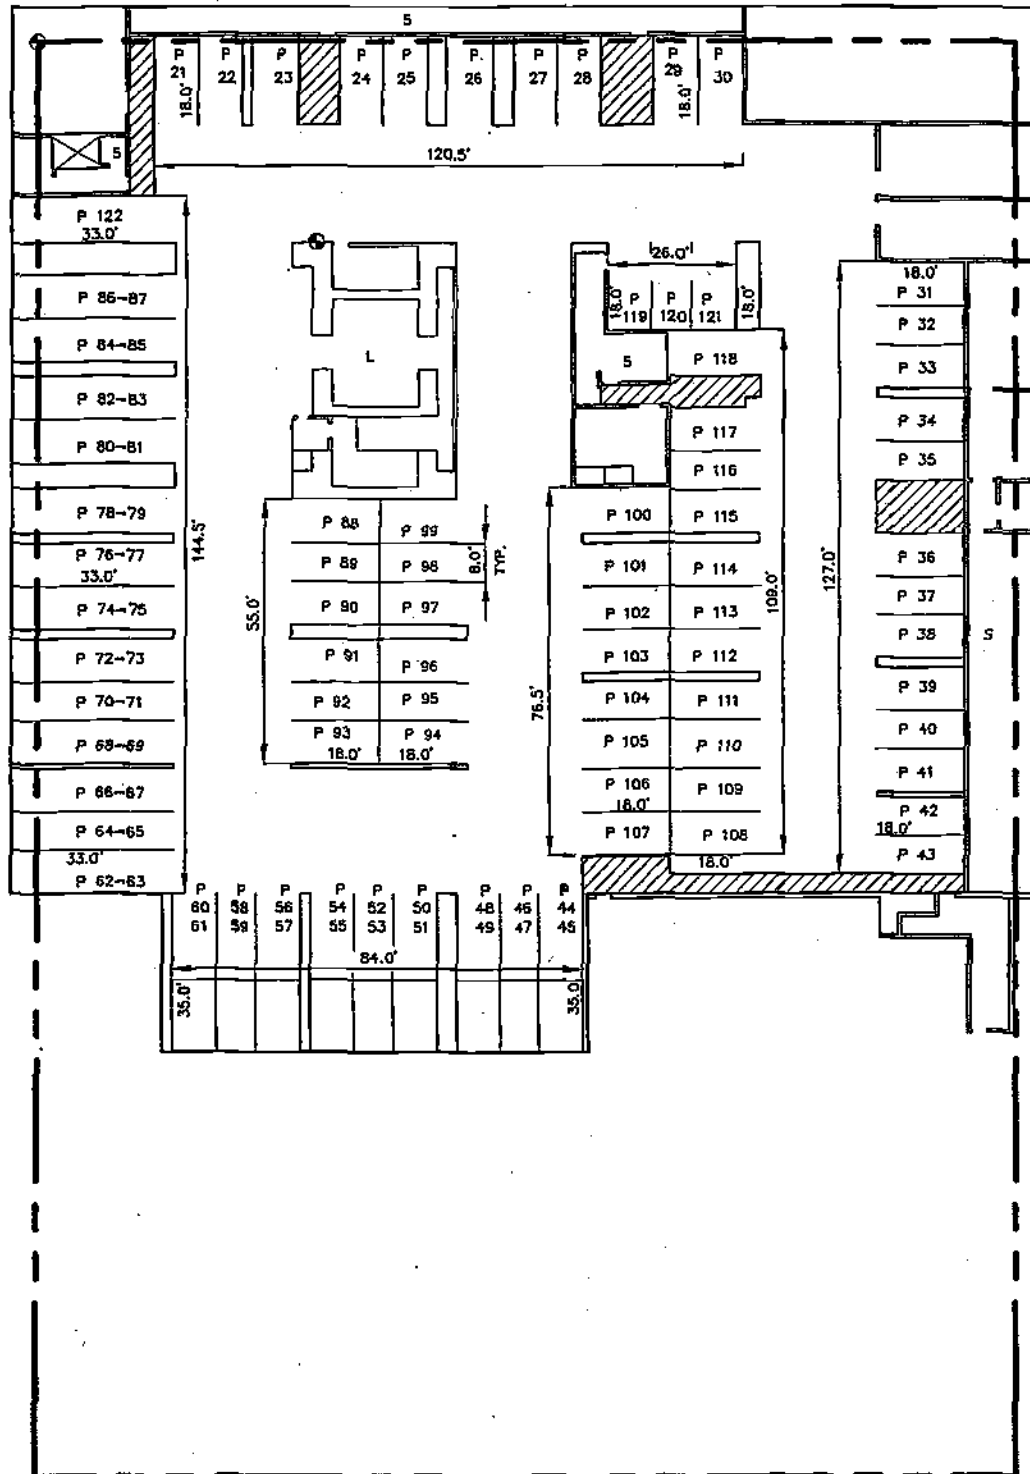 5
P 21
P 22
P 23
P 24
P 25
P 26
P 27
P 28
P 29
P 30
18.0'
18.0'
120.5'
5
P 122
33.0'
P 86-87
P 84-85
P 82-83
P 80-81
P 78-79
P 76-77
33.0'
P 74-75
P 72-73
P 70-71
P 68-69
P 66-67
P 64-65
33.0'
P 62-63
144.5'
L
P 88
P 99
P 89
P 98
P 90
P 97
P 91
P 96
P 92
P 95
P 93
P 94
18.0'
18.0'
55.0'
8.0'
TYP.
26.0'
18.0'
P 119
P 120
P 121
18.0'
5
P 118
P 117
P 116
P 100
P 115
P 101
P 114
P 102
P 113
P 103
P 112
P 104
P 111
P 105
P 110
P 106
P 109
18.0'
P 107
P 108
18.0'
76.5'
109.0'
127.0'
18.0'
P 31
P 32
P 33
P 34
P 35
P 36
P 37
P 38
S
P 39
P 40
P 41
P 42
18.0'
P 43
P 60 61
P 58 59
P 56 57
P 54 55
P 52 53
P 50 51
P 48 49
P 46 47
P 44 45
84.0'
35.0'
35.0'